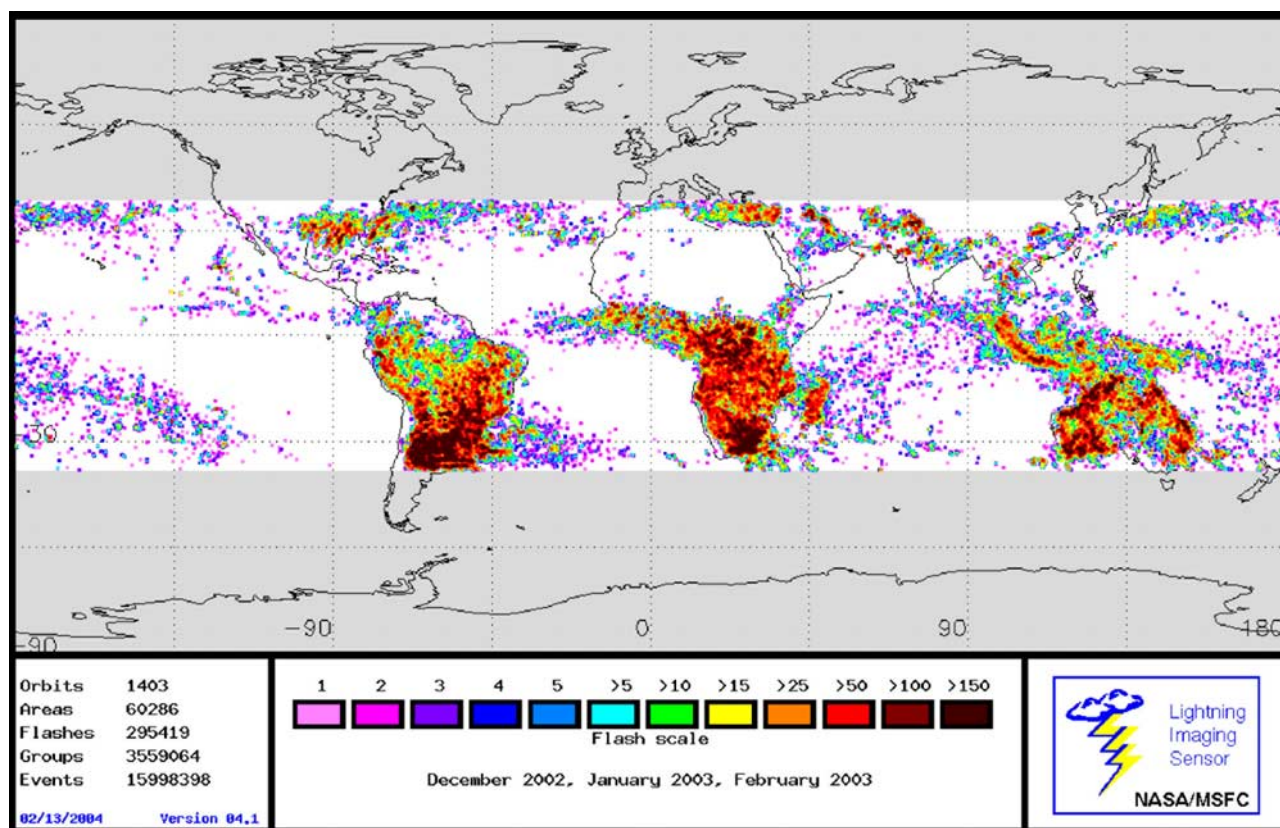 -30
-90
-90 0 90 180
Orbits 1403
Areas 60286
Flashes 295419
Groups 3559064
Events 15998398
02/13/2004 Version 04.1
1 2 3 4 5 >5 >10 >15 >25 >50 >100 >150
Flash scale
December 2002, January 2003, February 2003
Lightning
Imaging
Sensor
NASA/MSFC